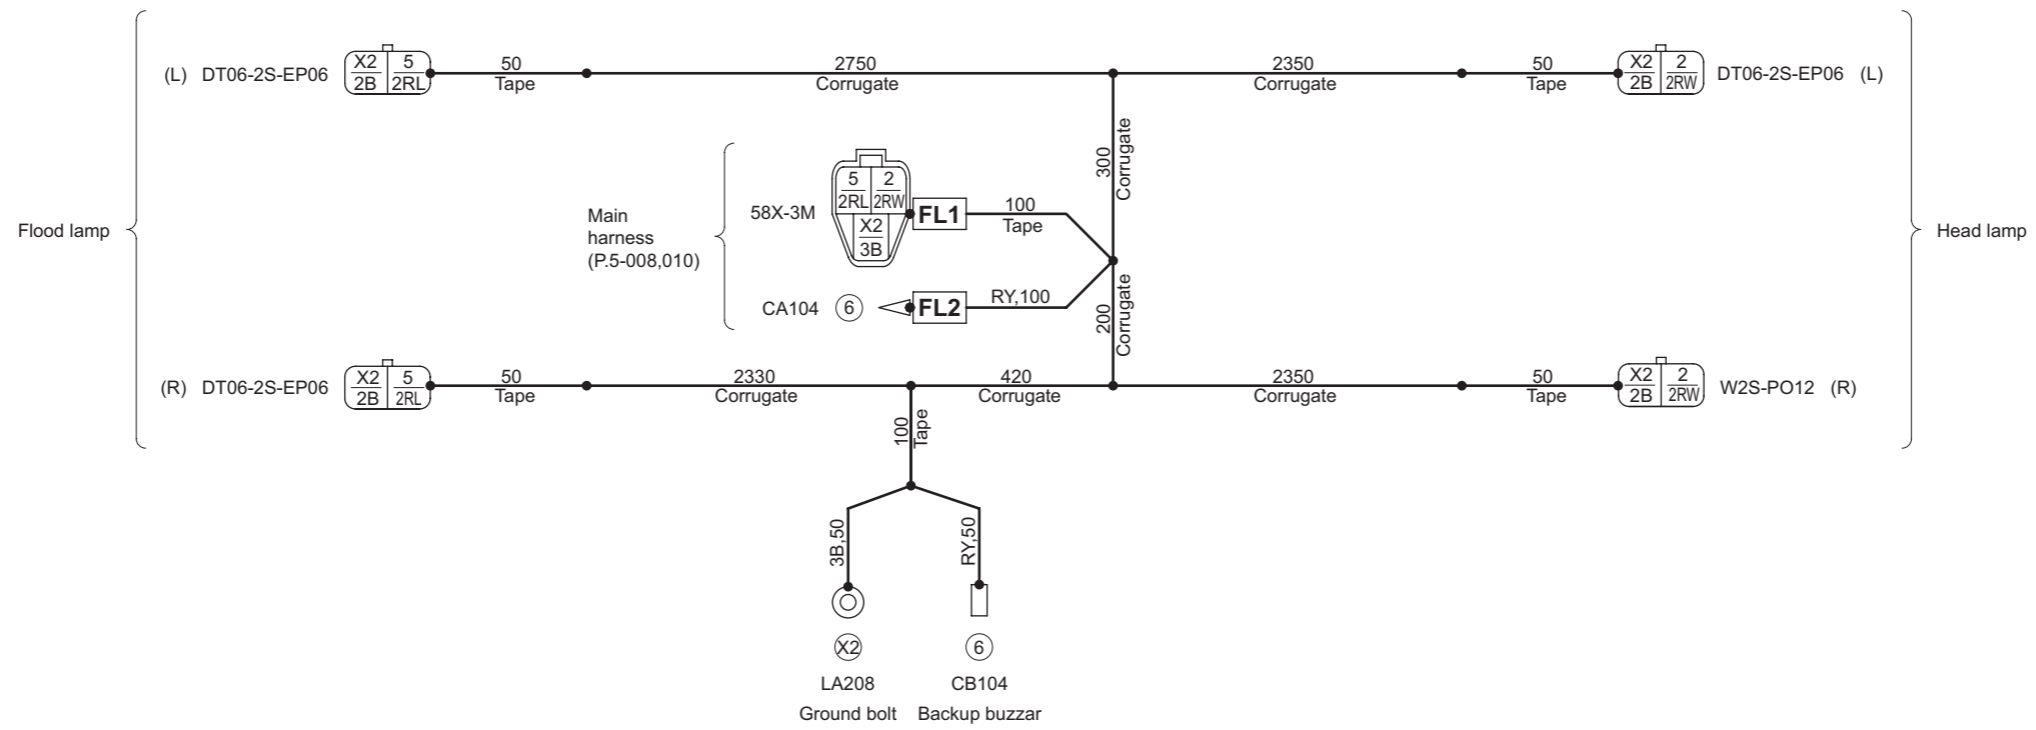 (L) DT06-2S-EP06 X2 5
2B 2RL
50
Tape
2750
Corrugate
2350
Corrugate
50
Tape
X2 2
2B 2RW
DT06-2S-EP06 (L)
300
Corrugate
Flood lamp
Main
harness
(P.5-008,010)
58X-3M
5 2
2RL 2RW
X2
3B
FL1
100
Tape
CA104 6
FL2
RY,100
200
Corrugate
Head lamp
(R) DT06-2S-EP06 X2 5
2B 2RL
50
Tape
2330
Corrugate
420
Corrugate
2350
Corrugate
50
Tape
X2 2
2B 2RW
W2S-PO12 (R)
100
Tape
3B,50
RY,50
X2 6
LA208 CB104
Ground bolt Backup buzzar